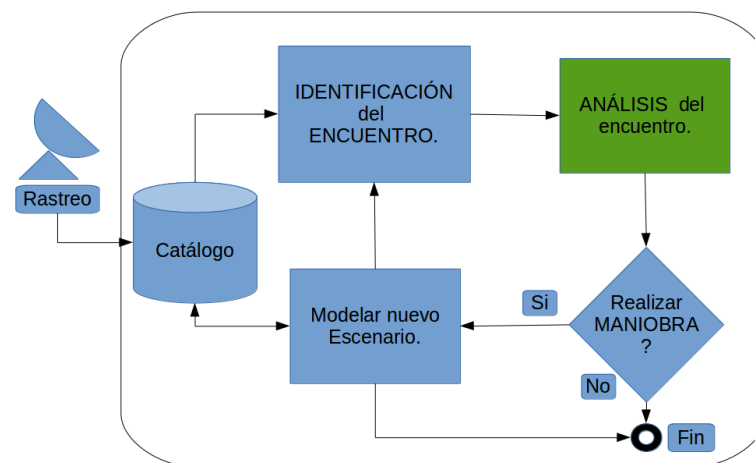 IDENTIFICACIÓN
del
ENCUENTRO.
ANÁLISIS del
encuentro.
Rastreo
Catálogo
Modelar nuevo
Escenario.
Si
Realizar
MANIOBRA
?
No
Fin